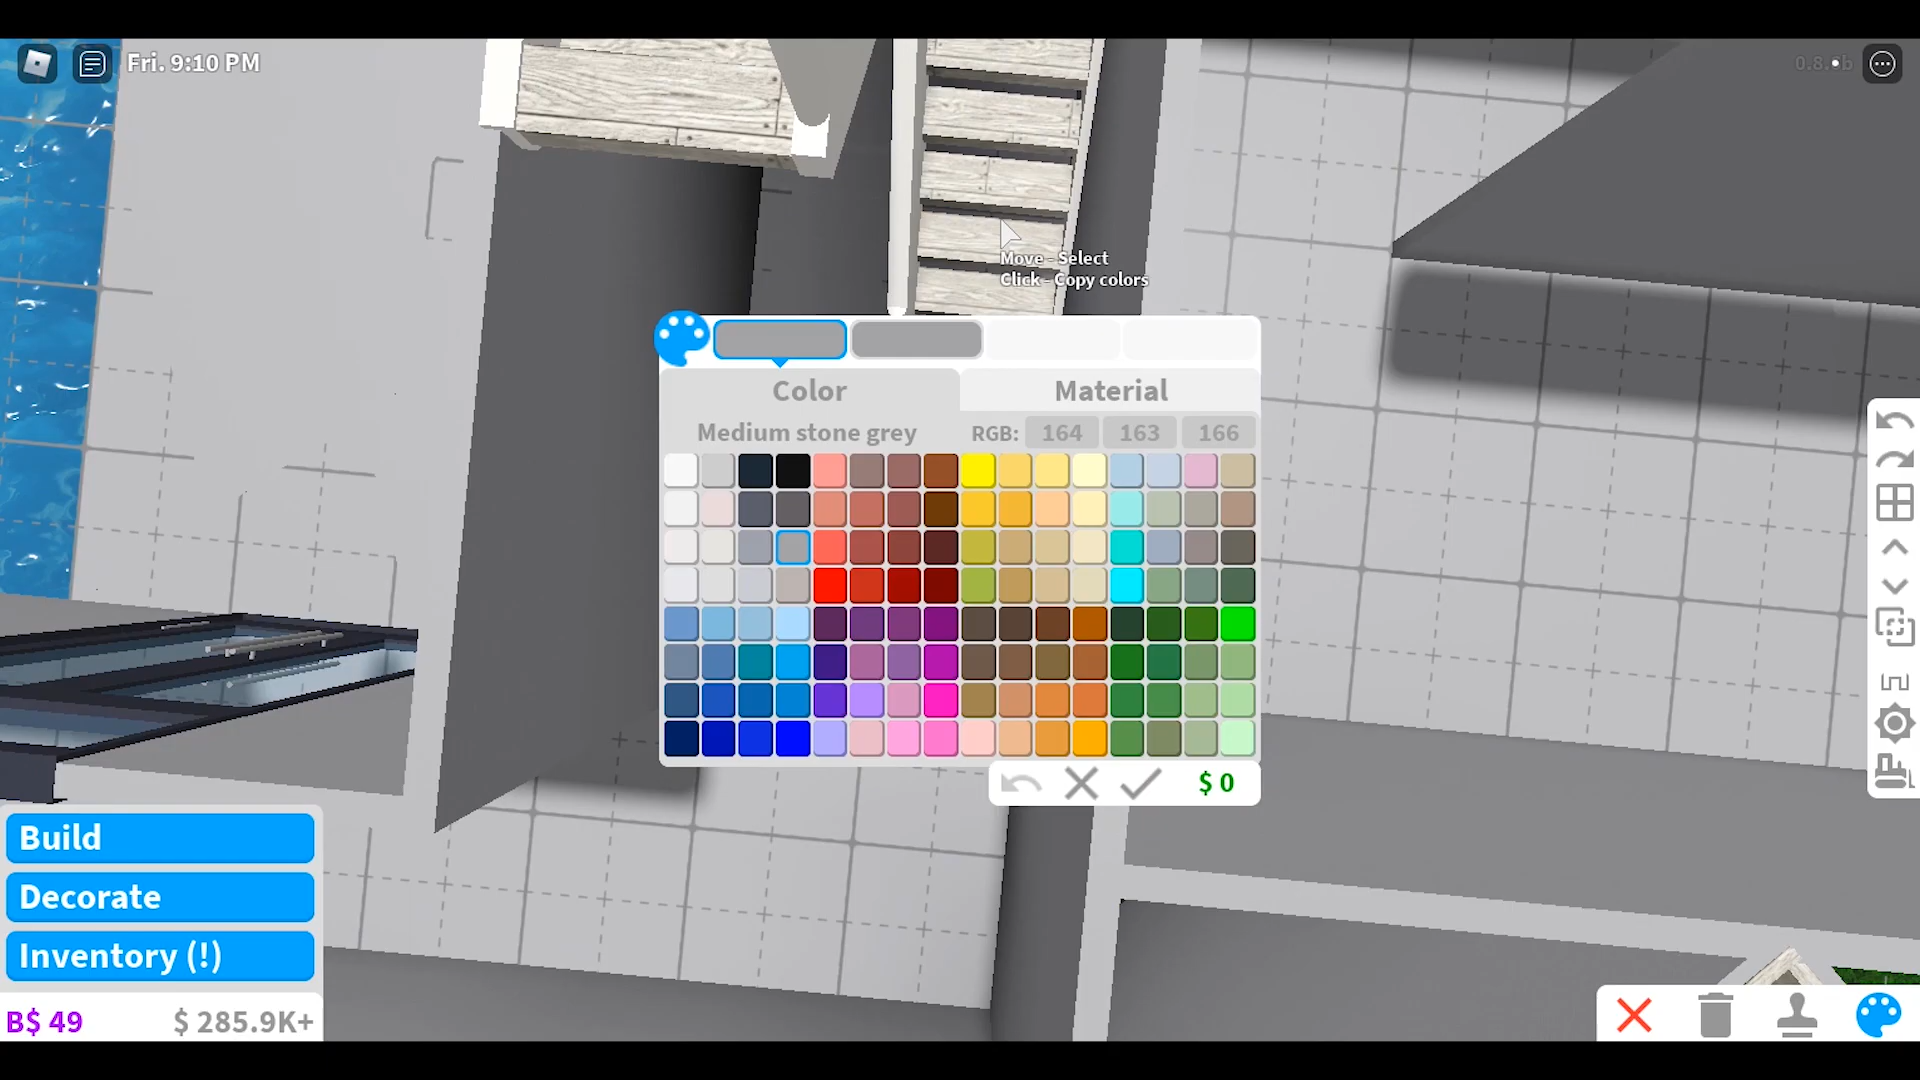 Fri. 9:10 PM
Move - Select
Click - Copy colors
Color
Material
Medium stone grey
RGB: 164 163 166
$ 0
Build
Decorate
Inventory (!)
B$ 49
$ 285.9K+